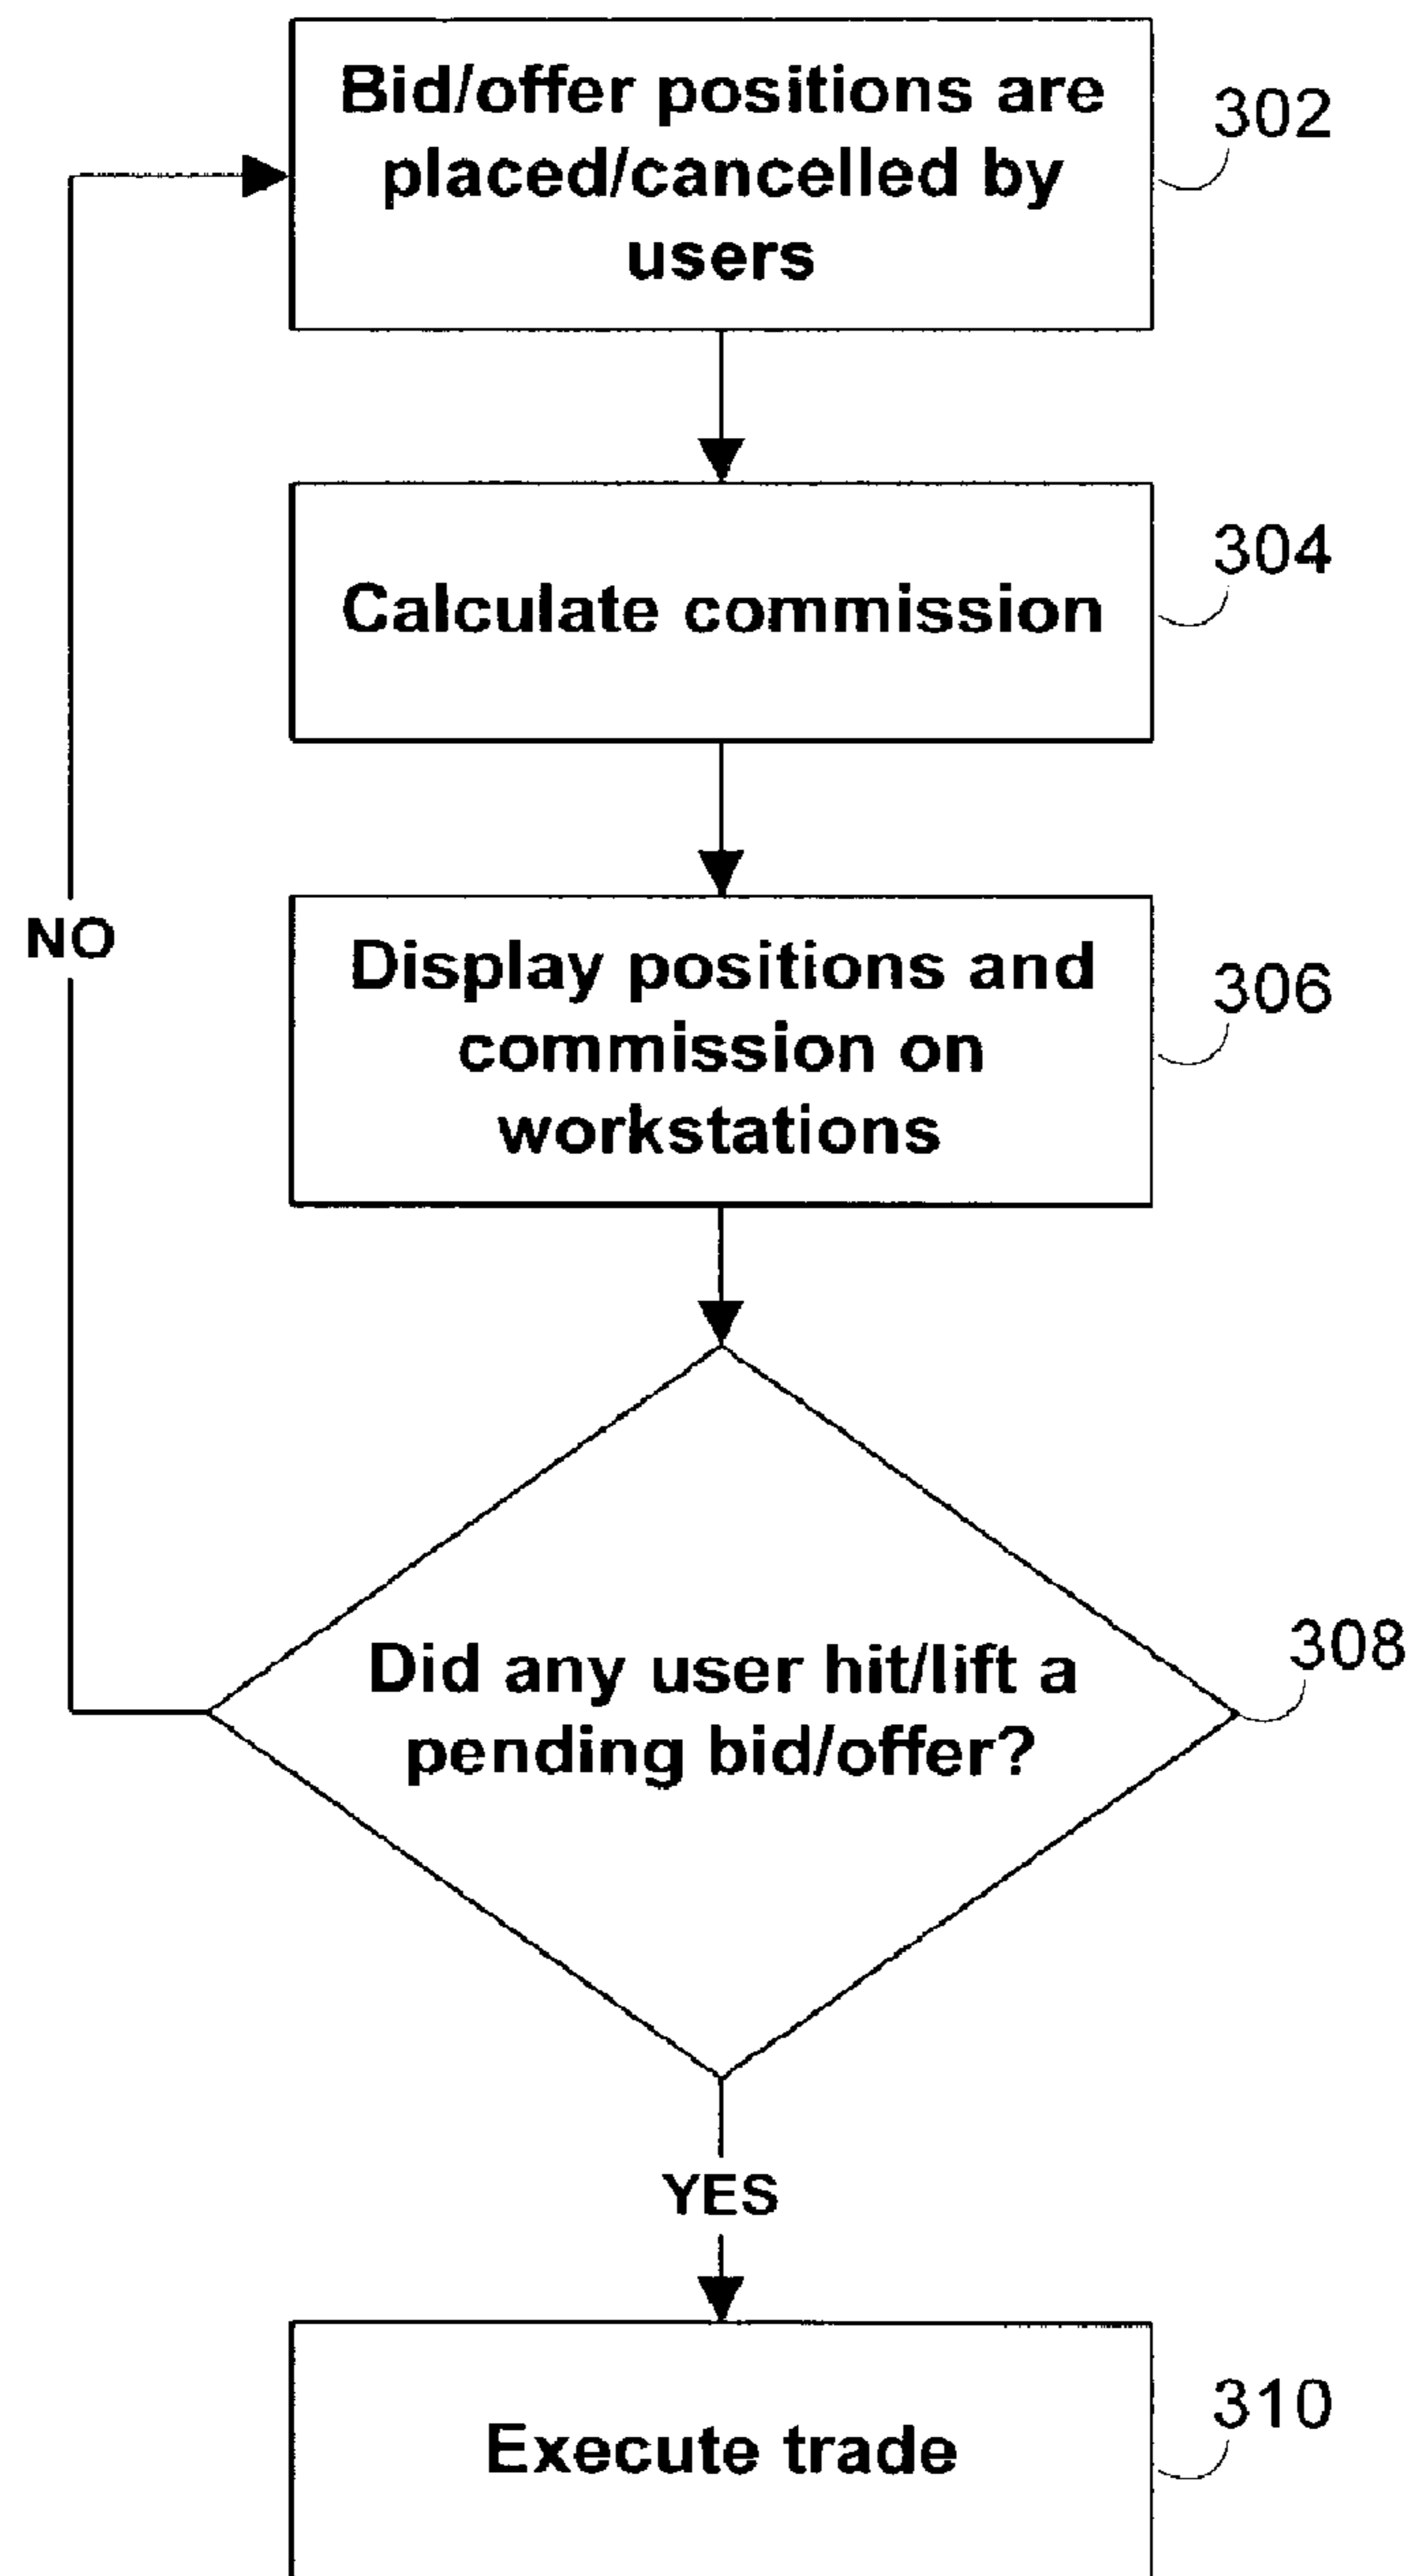 Bid/offer positions are
placed/cancelled by
users
302
Calculate commission
304
Display positions and
commission on
workstations
306
NO
Did any user hit/lift a
pending bid/offer?
308
YES
Execute trade
310